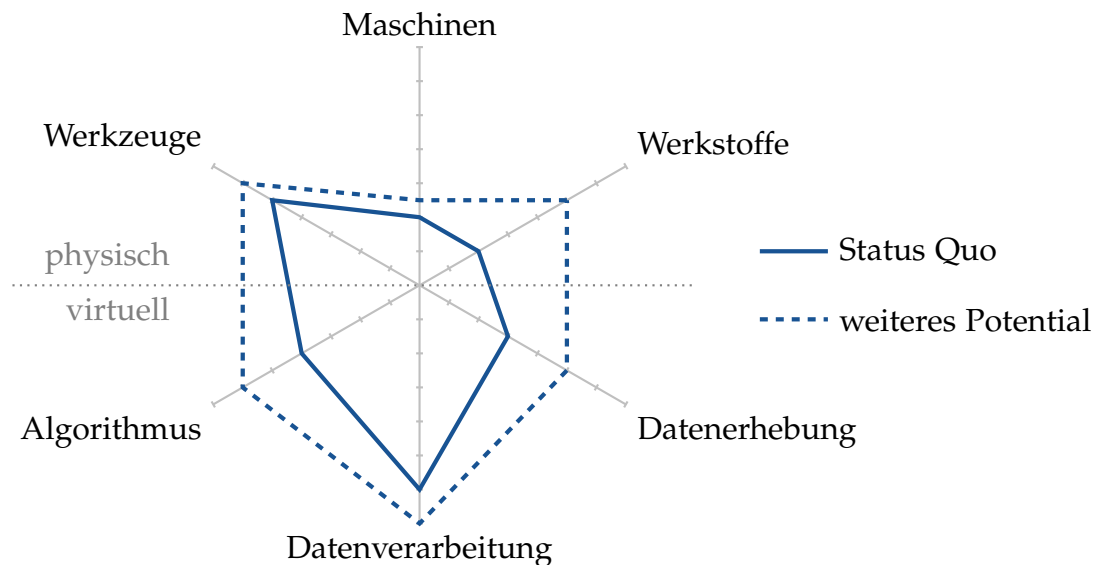 Maschinen
Werkzeuge
Werkstoffe
physisch
virtuell
Status Quo
weiteres Potential
Algorithmus
Datenerhebung
Datenverarbeitung